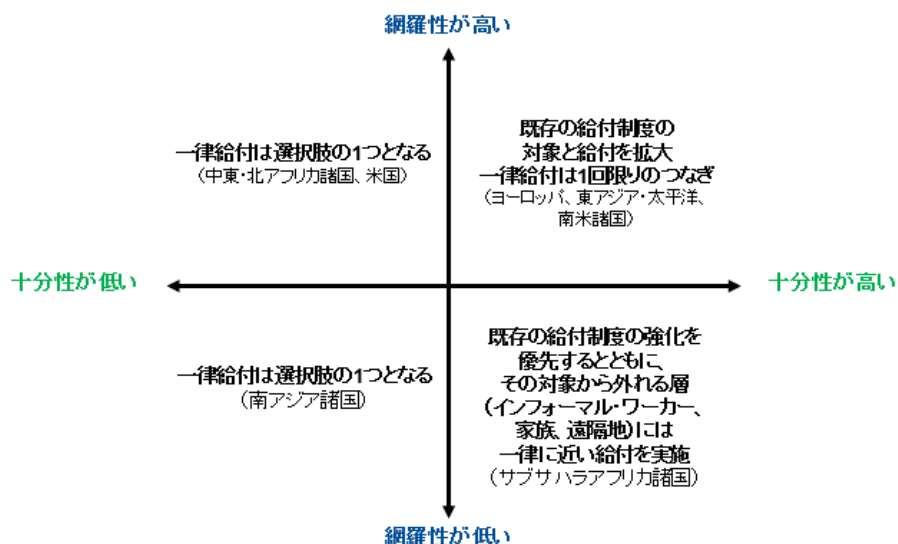 網羅性が高い
一律給付は選択肢の1つとなる
（中東・北アフリカ諸国、米国）
既存の給付制度の
対象と給付を拡大
一律給付は1回限りのつなぎ
（ヨーロッパ、東アジア・太平洋、
南米諸国）
十分性が低い
十分性が高い
一律給付は選択肢の1つとなる
（南アジア諸国）
既存の給付制度の強化を
優先するとともに、
その対象から外れる層
（インフォーマル・ワーカー、
家族、遠隔地）には
一律に近い給付を実施
（サブサハラアフリカ諸国）
網羅性が低い